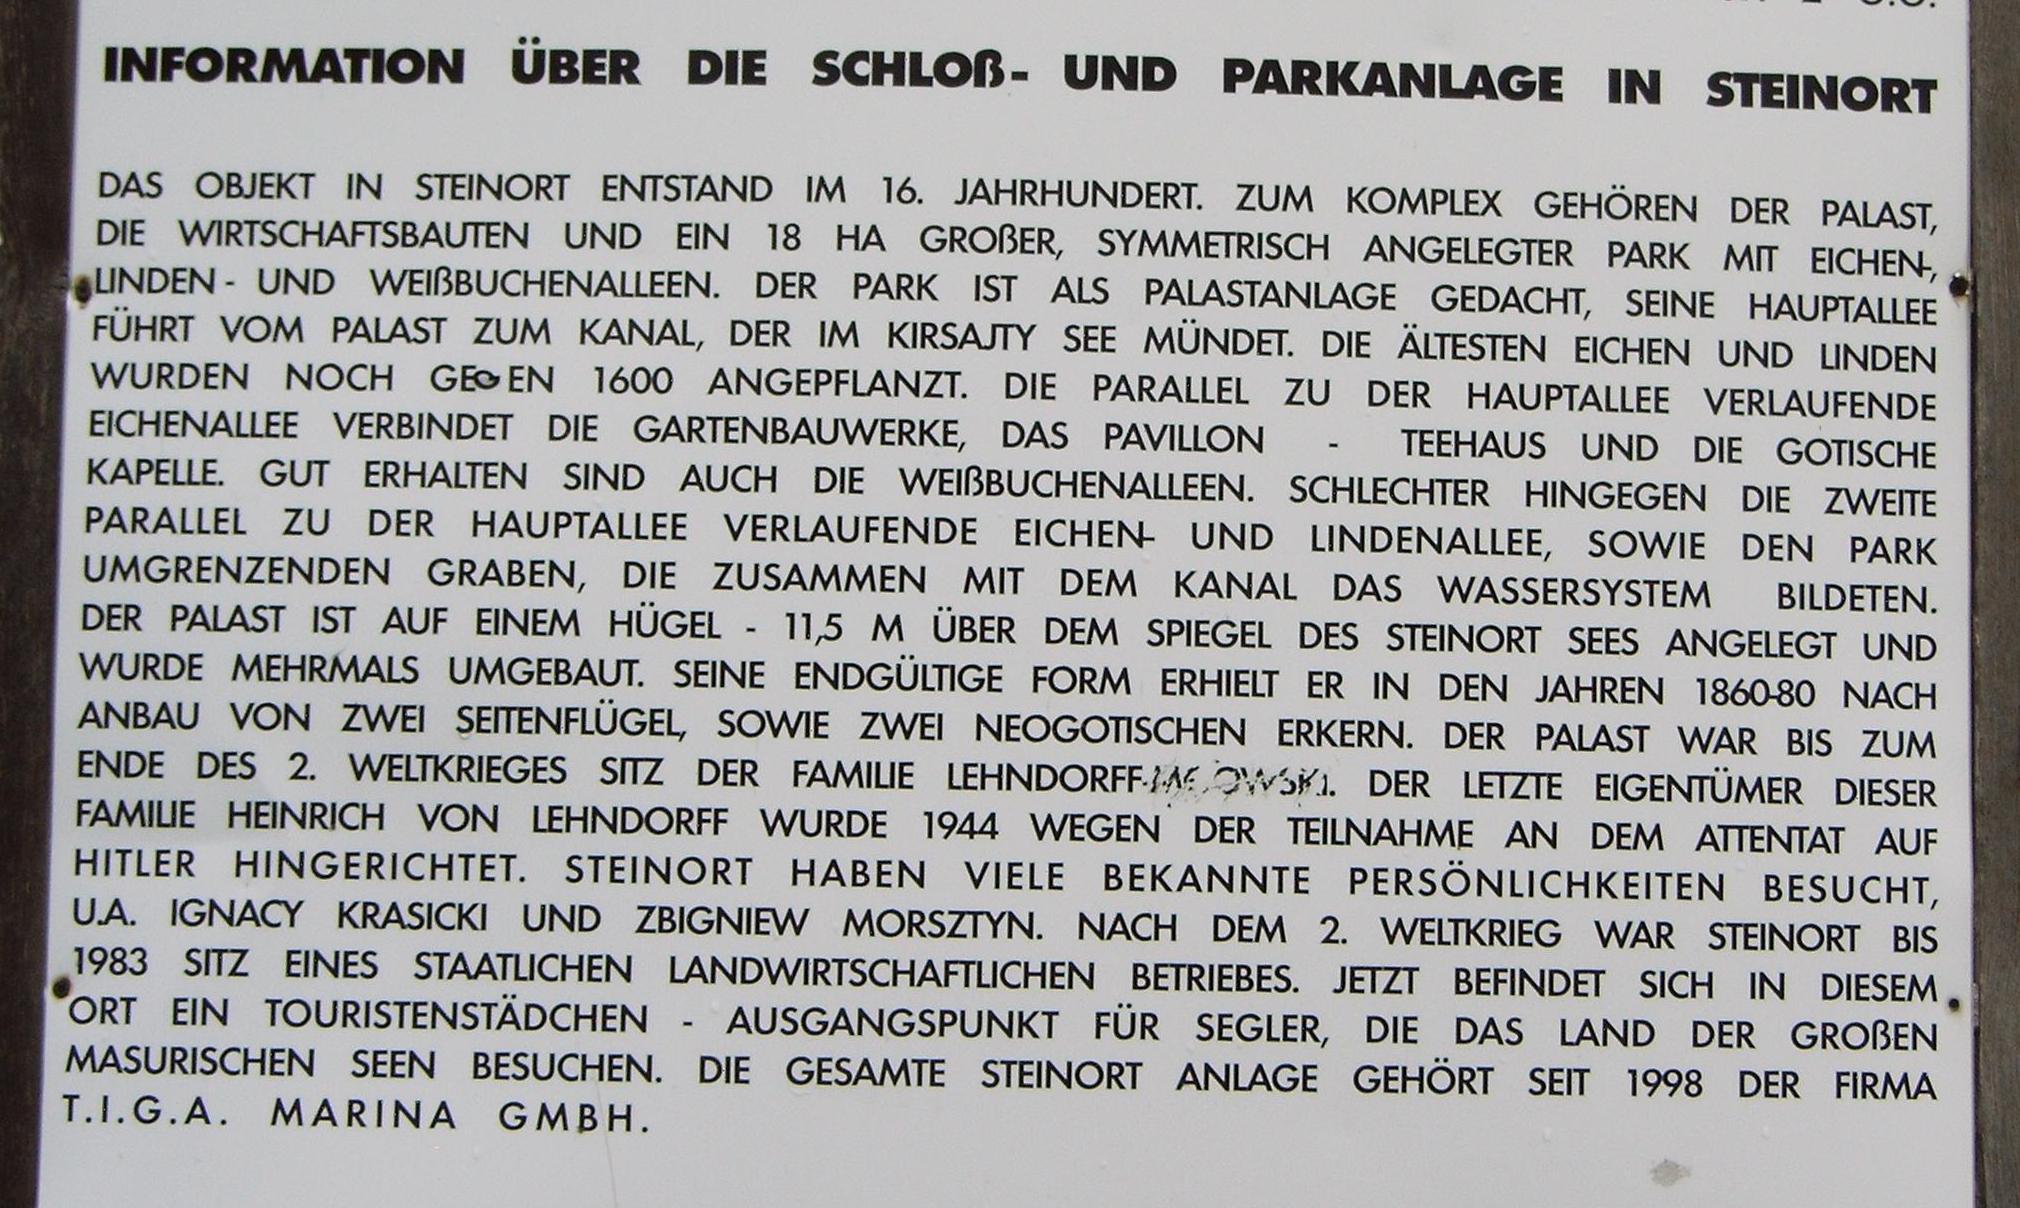 INFORMATION ÜBER DIE SCHLOß- UND PARKANLAGE IN STEINORT
DAS OBJEKT IN STEINORT ENTSTAND IM 16. JAHRHUNDERT. ZUM KOMPLEX GEHÖREN DER PALAST,
DIE WIRTSCHAFTSBAUTEN UND EIN 18 HA GROßER, SYMMETRISCH ANGELEGTER PARK MIT EICHEN-,
LINDEN- UND WEIßBUCHENALLEEN. DER PARK IST ALS PALASTANLAGE GEDACHT, SEINE HAUPTALLEE
FÜHRT VOM PALAST ZUM KANAL, DER IM KIRSAJTY SEE MÜNDET. DIE ÄLTESTEN EICHEN UND LINDEN
WURDEN NOCH GEGEN 1600 ANGEPFLANZT. DIE PARALLEL ZU DER HAUPTALLEE VERLAUFENDE
EICHENALLEE VERBINDET DIE GARTENBAUWERKE, DAS PAVILLON - TEEHAUS UND DIE GOTISCHE
KAPELLE. GUT ERHALTEN SIND AUCH DIE WEIßBUCHENALLEEN. SCHLECHTER HINGEGEN DIE ZWEITE
PARALLEL ZU DER HAUPTALLEE VERLAUFENDE EICHEN- UND LINDENALLEE, SOWIE DEN PARK
UMGRENZENDEN GRABEN, DIE ZUSAMMEN MIT DEM KANAL DAS WASSERSYSTEM BILDETEN.
DER PALAST IST AUF EINEM HÜGEL - 11,5 M ÜBER DEM SPIEGEL DES STEINORT SEES ANGELEGT UND
WURDE MEHRMALS UMGEBAUT. SEINE ENDGÜLTIGE FORM ERHIELT ER IN DEN JAHREN 1860-80 NACH
ANBAU VON ZWEI SEITENFLÜGEL, SOWIE ZWEI NEOGOTISCHEN ERKERN. DER PALAST WAR BIS ZUM
ENDE DES 2. WELTKRIEGES SITZ DER FAMILIE LEHNDORFF- DER LETZTE EIGENTÜMER DIESER
FAMILIE HEINRICH VON LEHNDORFF WURDE 1944 WEGEN DER TEILNAHME AN DEM ATTENTAT AUF
HITLER HINGERICHTET. STEINORT HABEN VIELE BEKANNTE PERSÖNLICHKEITEN BESUCHT,
U.A. IGNACY KRASICKI UND ZBIGNIEW MORSZTYN. NACH DEM 2. WELTKRIEG WAR STEINORT BIS
1983 SITZ EINES STAATLICHEN LANDWIRTSCHAFTLICHEN BETRIEBES. JETZT BEFINDET SICH IN DIESEM
ORT EIN TOURISTENSTÄDCHEN - AUSGANGSPUNKT FÜR SEGLER, DIE DAS LAND DER GROßEN
MASURISCHEN SEEN BESUCHEN. DIE GESAMTE STEINORT ANLAGE GEHÖRT SEIT 1998 DER FIRMA
T.I.G.A. MARINA GMBH.